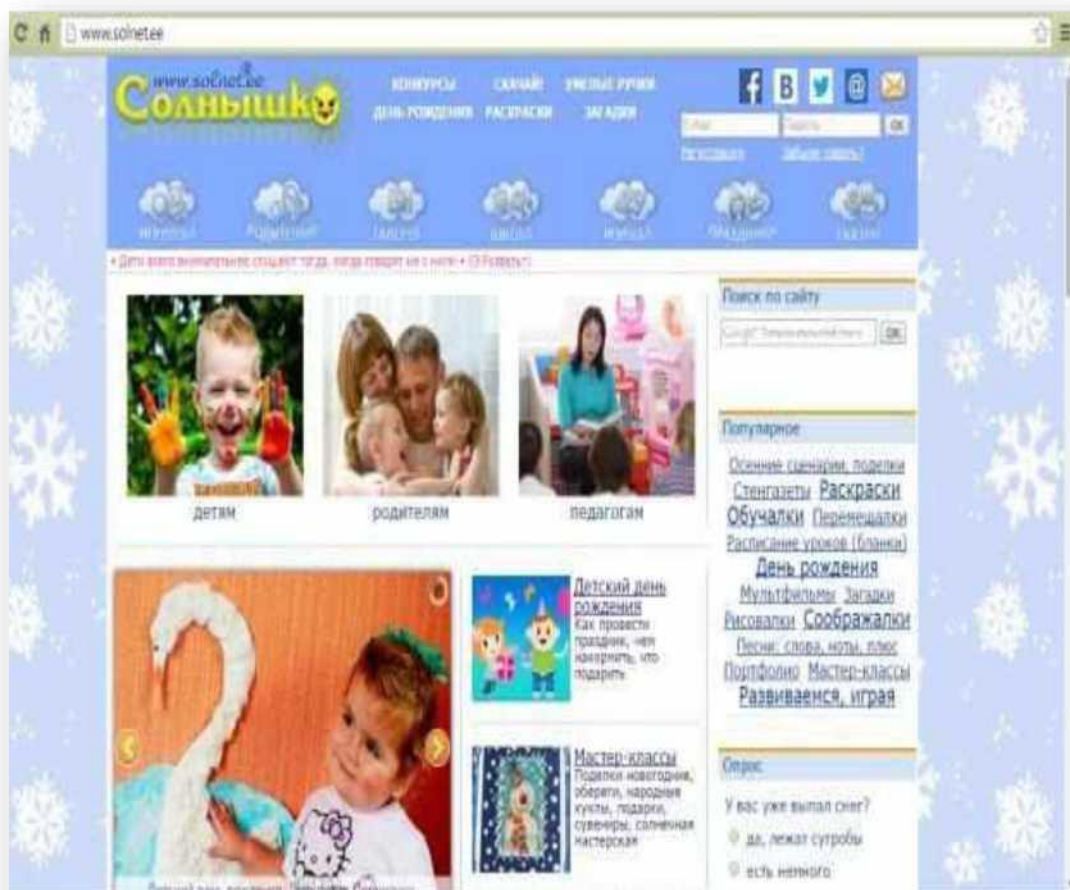 www.solnet.ee
www.solnet.ee
Солнышко
КОНКУРСЫ СКАЧАЙ! УМЕЛЫЕ РУЧКИ
ДЕНЬ РОЖДЕНИЯ РАСКРАСКИ ЗАГАДКИ
Регистрация Забыли пароль?
Поиск по сайту
OK
детям
родителям
педагогам
Популярное
Осенние сценарии, поделки
Стенгазеты Раскраски
Обучалки Перемешалки
Расписание уроков (бланки)
День рождения
Мультфильмы Загадки
Рисовалки Соображалки
Песни: слова, ноты, плюс
Портфолио Мастер-классы
Развиваемся, играя
Детский день
рождения
Как провести
праздник, чем
накормить, что
подарить
Мастер-классы
Поделки новогодние,
обереги, народные
куклы, подарки,
сувениры, солнечная
мастерская
Опрос
У вас уже выпал снег?
да, лежат сугробы
есть немного